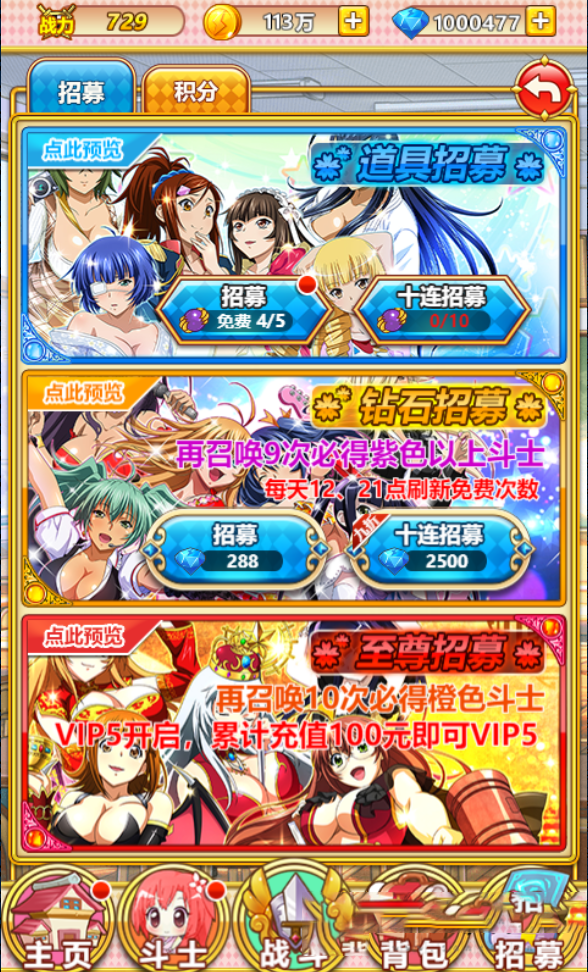 战力 729 113万 1000477
招募 积分
点此预览 道具招募
招募 十连招募
免费 4/5 0/10
点此预览 钻石招募
再召唤9次必得紫色以上斗士
每天12、21点刷新免费次数
招募 九折 十连招募
288 2500
点此预览 至尊招募
再召唤10次必得橙色斗士
VIP5开启，累计充值100元即可VIP5
主页 斗士 战斗 背包 招募